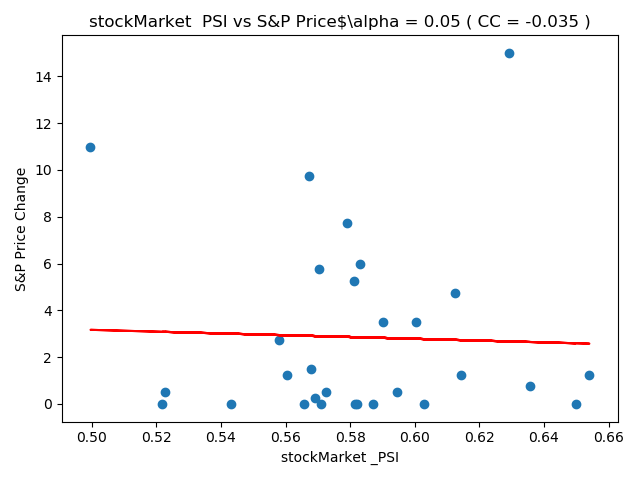 stockMarket  PSI vs S&P Price$\alpha = 0.05 ( CC = -0.035 )
14
12
10
8
6
4
2
0
S&P Price Change
0.50 0.52 0.54 0.56 0.58 0.60 0.62 0.64 0.66
stockMarket _PSI